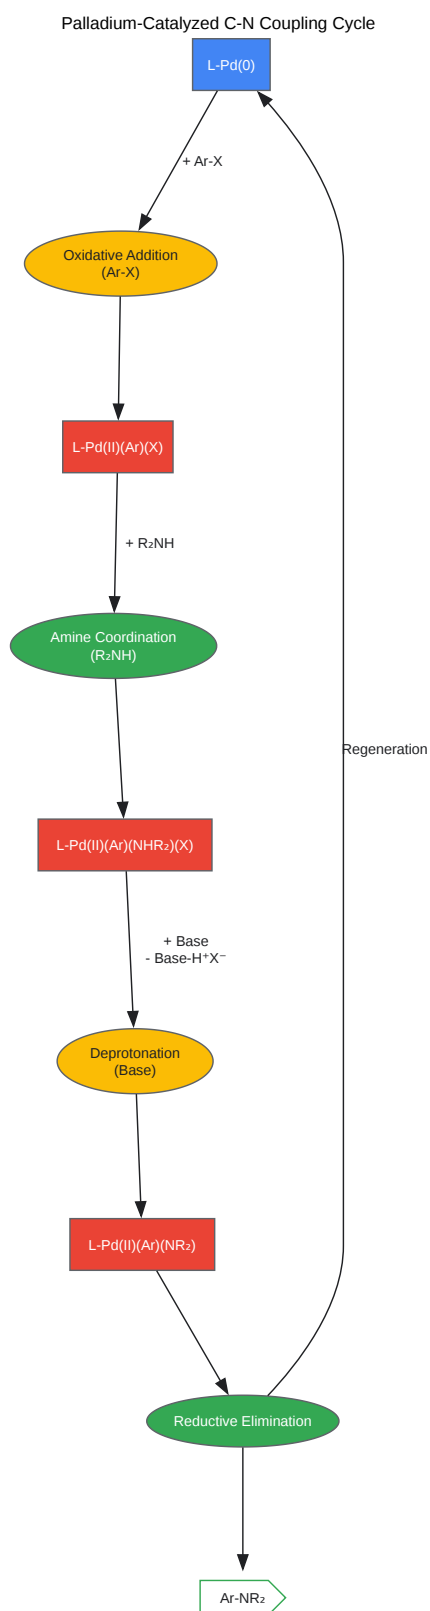 Palladium-Catalyzed C-N Coupling Cycle
L-Pd(0)
+ Ar-X
Oxidative Addition
(Ar-X)
L-Pd(II)(Ar)(X)
+ R₂NH
Amine Coordination
(R₂NH)
Regeneration
L-Pd(II)(Ar)(NHR₂)(X)
+ Base
- Base-H⁺X⁻
Deprotonation
(Base)
L-Pd(II)(Ar)(NR₂)
Reductive Elimination
Ar-NR₂